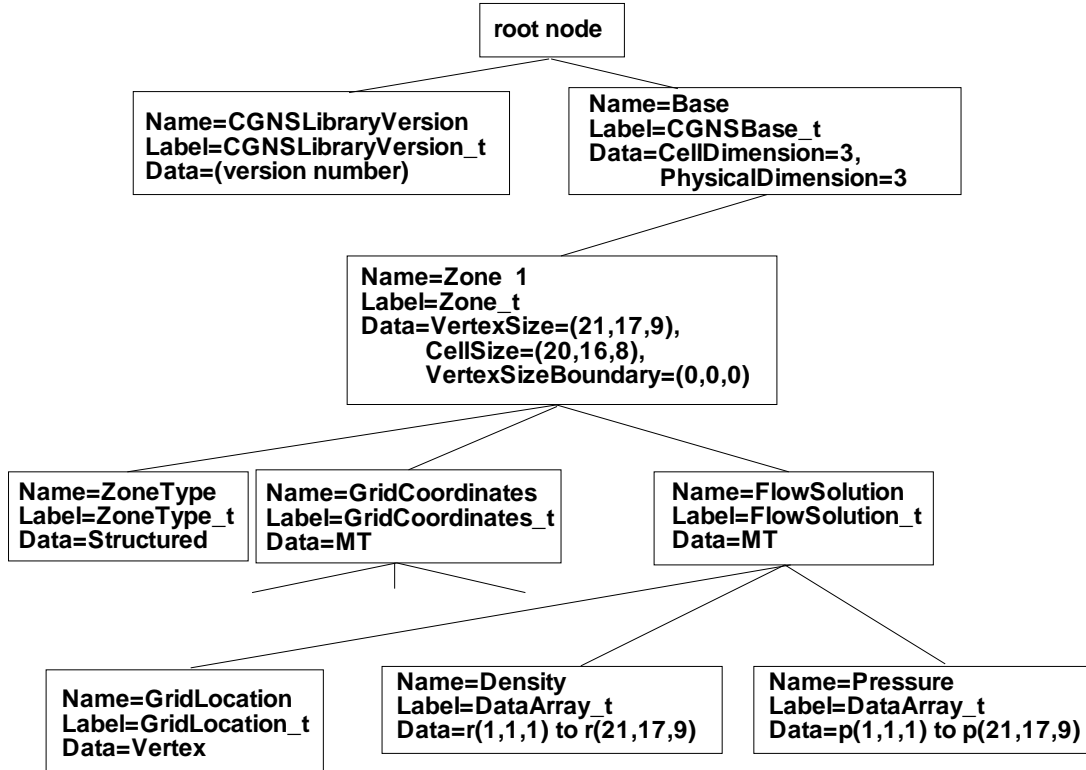 root node
Name=CGNSLibraryVersion
Label=CGNSLibraryVersion_t
Data=(version number)
Name=Base
Label=CGNSBase_t
Data=CellDimension=3,
PhysicalDimension=3
Name=Zone 1
Label=Zone_t
Data=VertexSize=(21,17,9),
CellSize=(20,16,8),
VertexSizeBoundary=(0,0,0)
Name=ZoneType
Label=ZoneType_t
Data=Structured
Name=GridCoordinates
Label=GridCoordinates_t
Data=MT
Name=FlowSolution
Label=FlowSolution_t
Data=MT
Name=GridLocation
Label=GridLocation_t
Data=Vertex
Name=Density
Label=DataArray_t
Data=r(1,1,1) to r(21,17,9)
Name=Pressure
Label=DataArray_t
Data=p(1,1,1) to p(21,17,9)